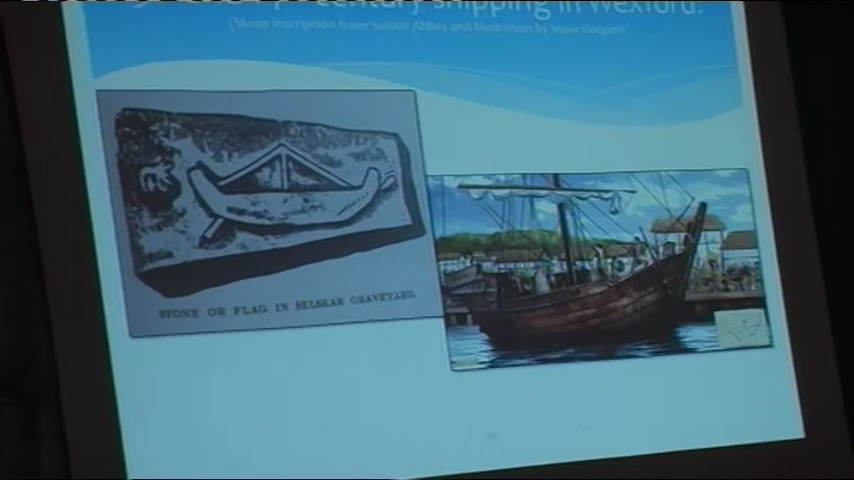 century shipping in Wexford.
(Stone Inscription from Selskar Abbey and Illustration by Steve Doogan)
STONE OR FLAG IN SELSKAR GRAVEYARD.